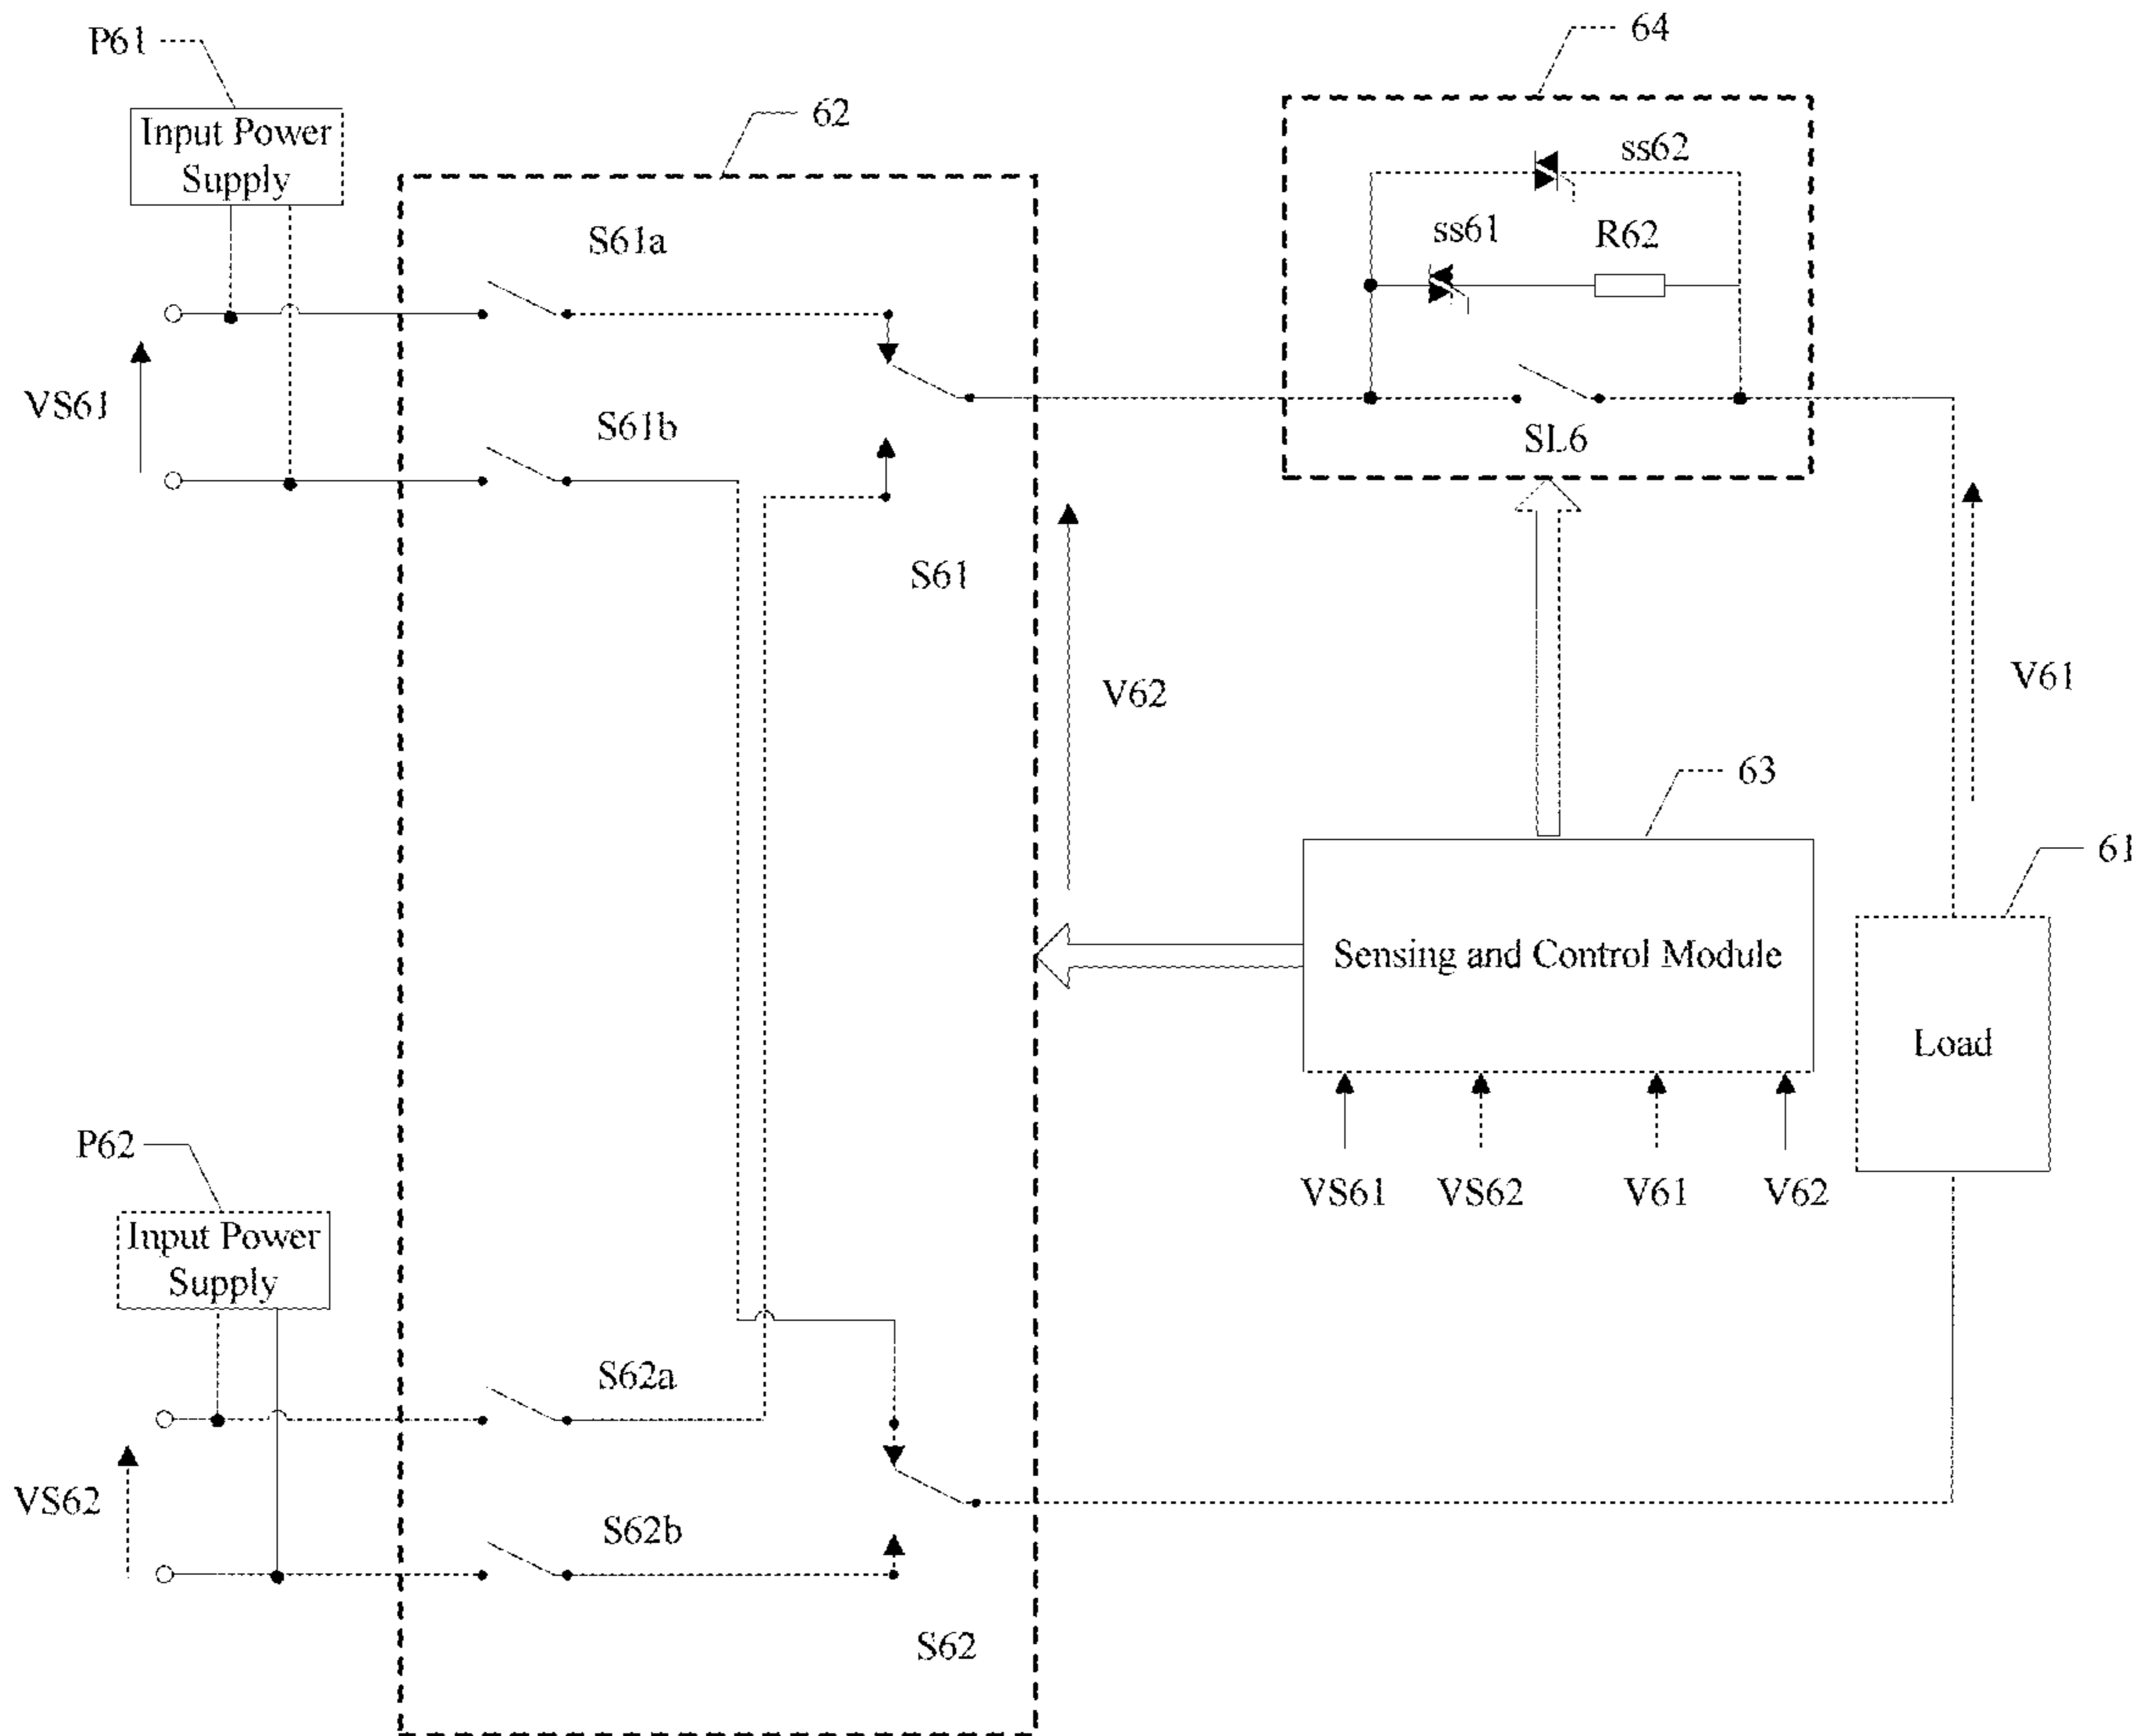 P61
64
62
Input Power
Supply
ss62
S61a
ss61
R62
VS61
S61b
SL6
S61
V62
V61
63
61
Sensing and Control Module
Load
P62
VS61
VS62
V61
V62
Input Power
Supply
S62a
VS62
S62b
S62